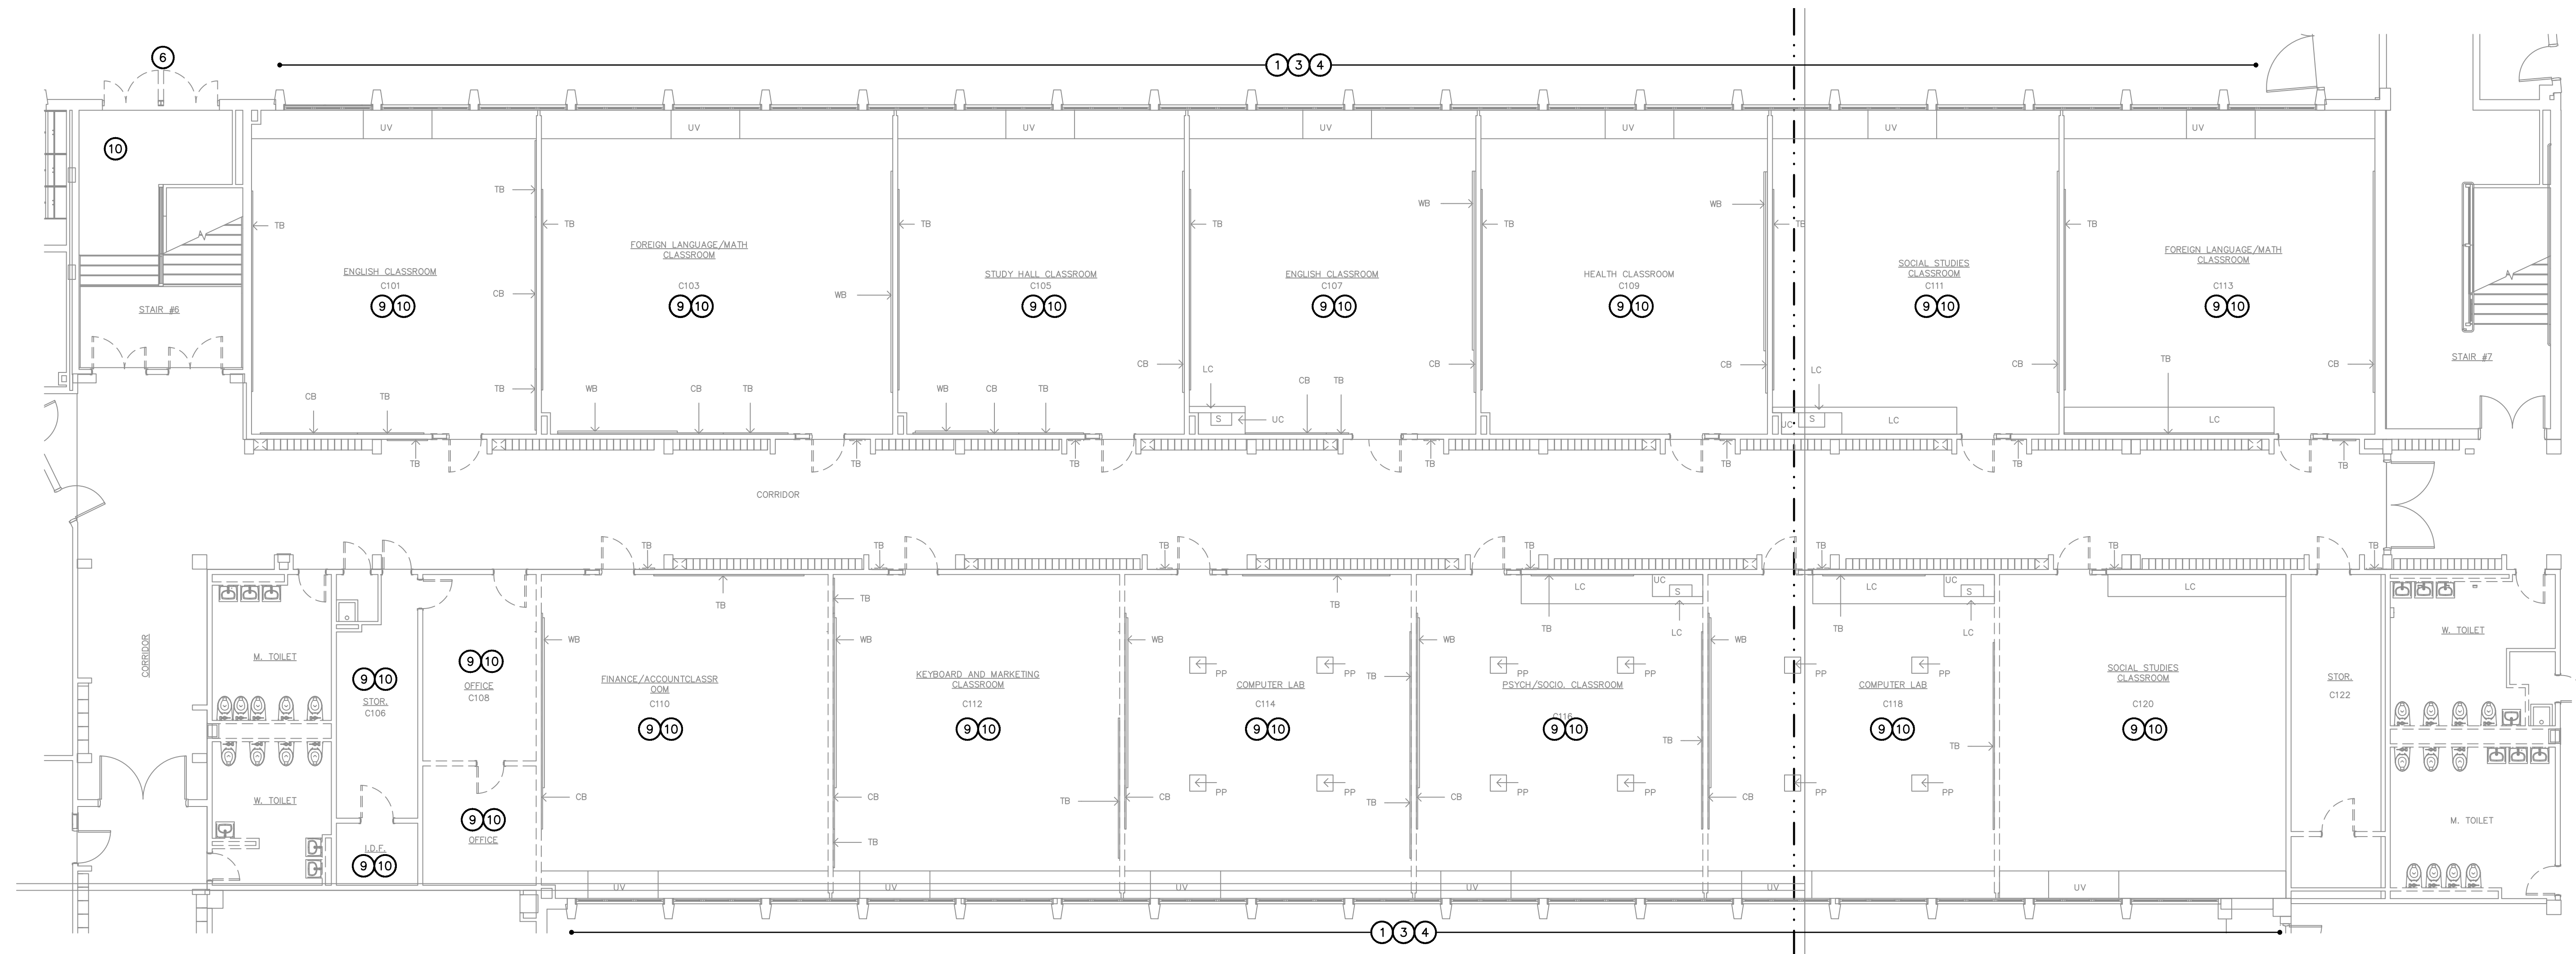 6
1 3 4
UV UV UV UV UV UV UV
10
TB
WB WB
TB TB TB TB TB TB TB
FOREIGN LANGUAGE/MATH
CLASSROOM
FOREIGN LANGUAGE/MATH
CLASSROOM
SOCIAL STUDIES
CLASSROOM
ENGLISH CLASSROOM
C101
C103
STUDY HALL CLASSROOM
C105
ENGLISH CLASSROOM
C107
HEALTH CLASSROOM
C109
C111
C113
CB WB
9 10
9 10
9 10
9 10
9 10
9 10
9 10
STAIR #6
STAIR #7
TB
CB CB CB CB CB
LC LC
TB
CB TB
WB CB TB
WB CB TB
CB TB
S UC
UC S LC
LC
TB TB TB TB TB TB TB
CORRIDOR
TB TB TB TB TB TB TB
LC UC
LC UC
LC
S S
TB TB TB TB TB
LC LC
WB WB WB WB WB
CORRIDOR
M. TOILET
W. TOILET
9 10
STOR.
C106
9 10
OFFICE
C108
FINANCE/ACCOUNTCLASSR
OOM
C110
9 10
KEYBOARD AND MARKETING
CLASSROOM
C112
9 10
PP PP PP PP PP PP
TB
COMPUTER LAB
C114
9 10
PSYCH/SOCIO. CLASSROOM
C116
9 10
COMPUTER LAB
C118
9 10
SOCIAL STUDIES
CLASSROOM
C120
9 10
STOR.
C122
TB TB
W. TOILET
9 10
OFFICE
I.D.F.
9 10
CB CB TB CB TB CB CB
PP PP PP PP PP PP
TB
M. TOILET
UV UV UV UV UV UV
1 3 4